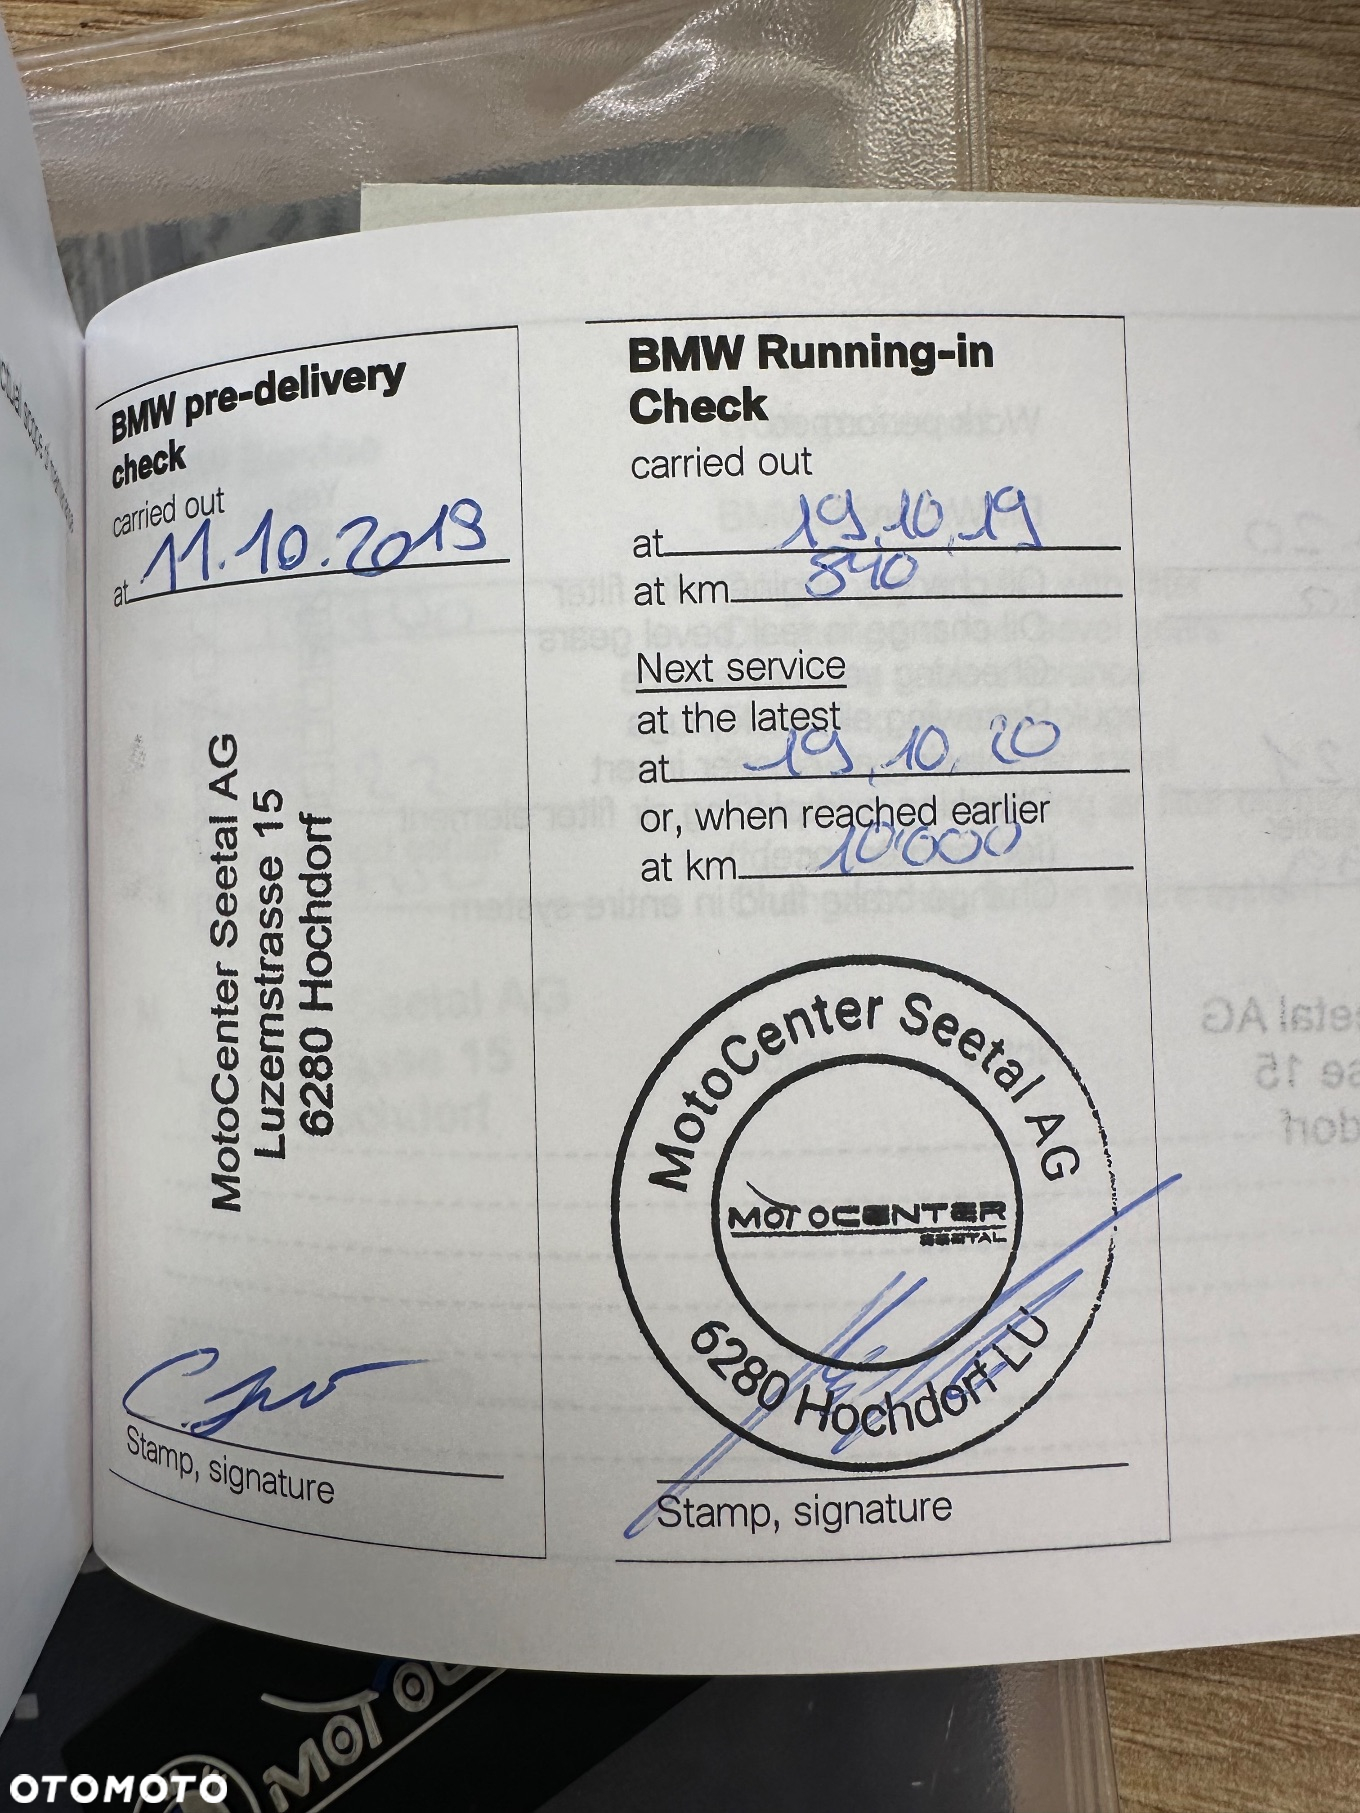 BMW pre-delivery
check
carried out
at 11.10.2019
MotoCenter Seetal AG
Luzernstrasse 15
6280 Hochdorf
Stamp, signature
BMW Running-in
Check
carried out
at 19.10.19
at km 840
Next service
at the latest
at 19.10.20
or, when reached earlier
at km 10'000
MotoCenter Seetal AG
MOTOCENTER
SEETAL
6280 Hochdorf LU
Stamp, signature
OTOMOTO